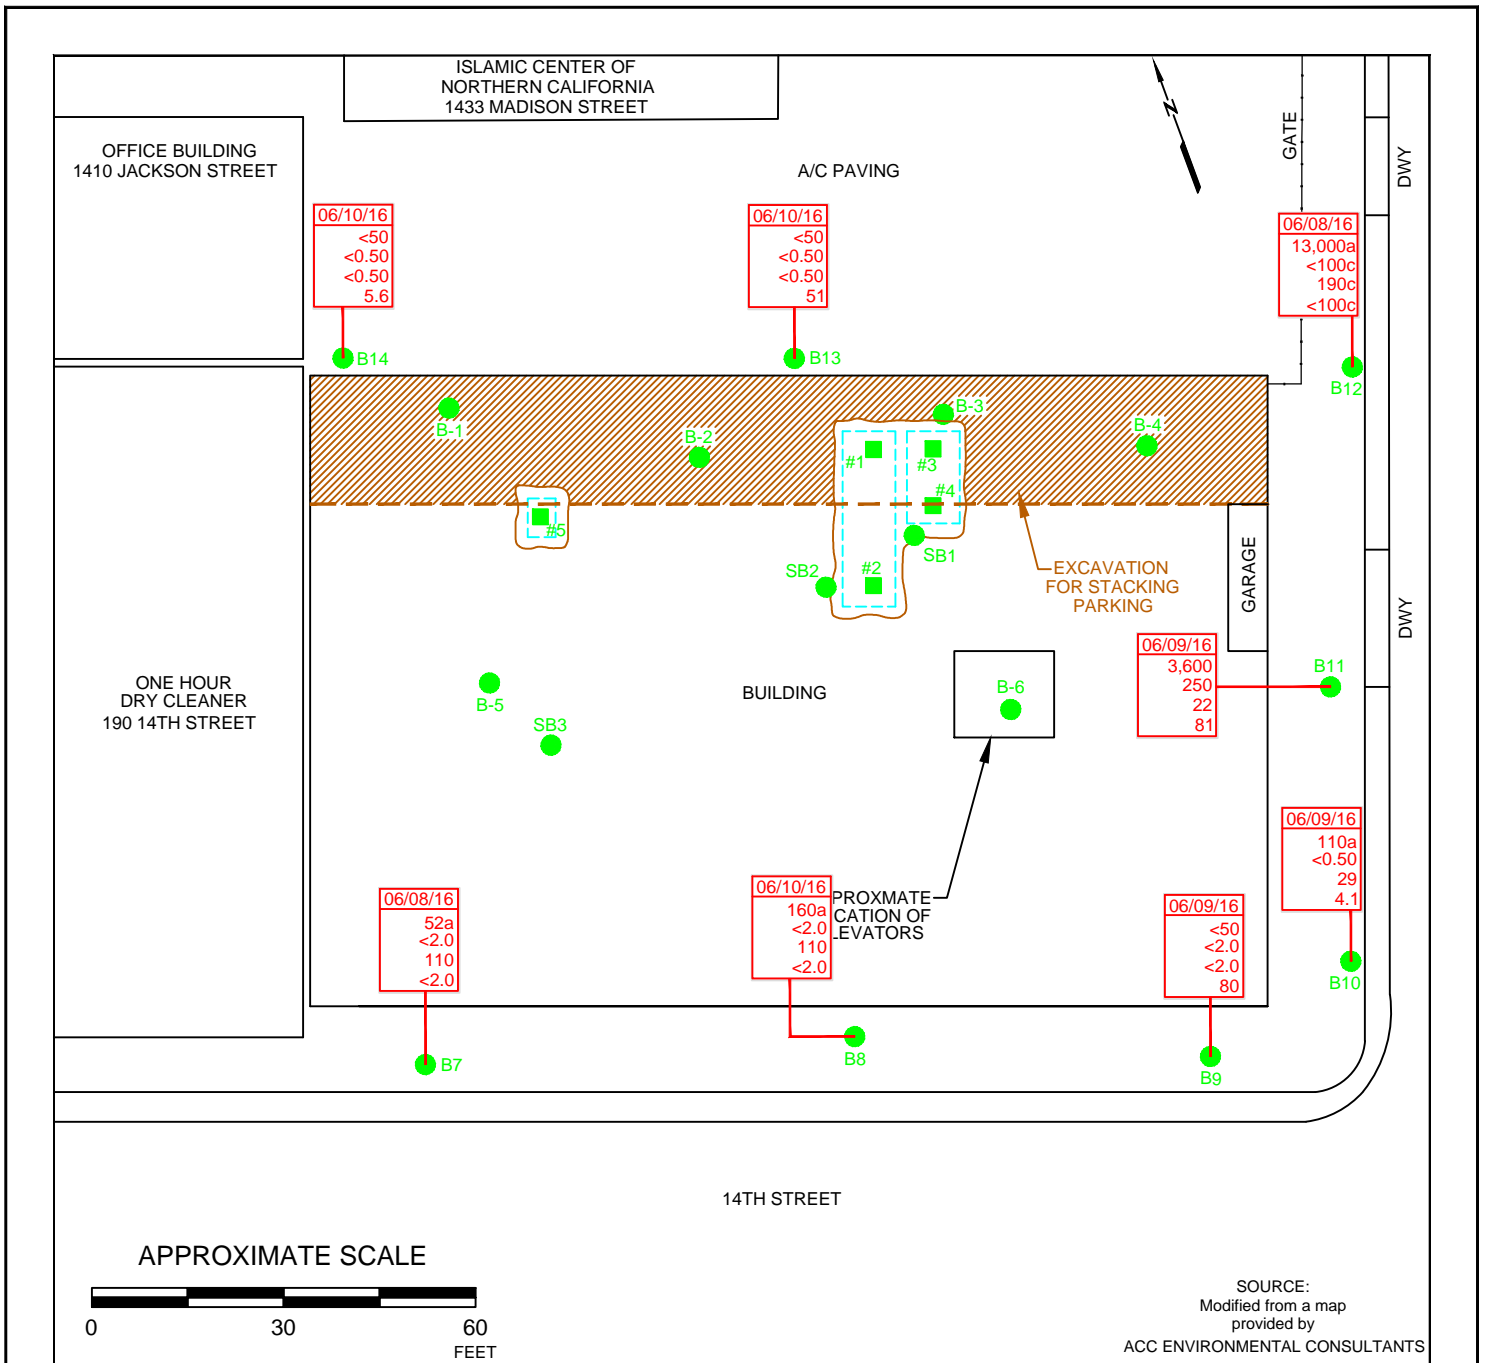 ISLAMIC CENTER OF
NORTHERN CALIFORNIA
1433 MADISON STREET
OFFICE BUILDING
1410 JACKSON STREET
A/C PAVING
N
GATE
DWY
06/10/16
<50
<0.50
<0.50
5.6
B14
06/10/16
<50
<0.50
<0.50
51
B13
06/08/16
13,000a
<100c
190c
<100c
B12
B-1
B-2
B-3
B-4
#1
#3
#4
#5
#2
SB1
SB2
EXCAVATION
FOR STACKING
PARKING
GARAGE
DWY
ONE HOUR
DRY CLEANER
190 14TH STREET
B-5
SB3
BUILDING
B-6
06/09/16
3,600
250
22
81
B11
06/09/16
110a
<0.50
29
4.1
B10
06/08/16
52a
<2.0
110
<2.0
B7
06/10/16
160a
<2.0
110
<2.0
B8
PROXMATE
CATION OF
LEVATORS
06/09/16
<50
<2.0
<2.0
80
B9
14TH STREET
APPROXIMATE SCALE
0 30 60
FEET
SOURCE:
Modified from a map
provided by
ACC ENVIRONMENTAL CONSULTANTS